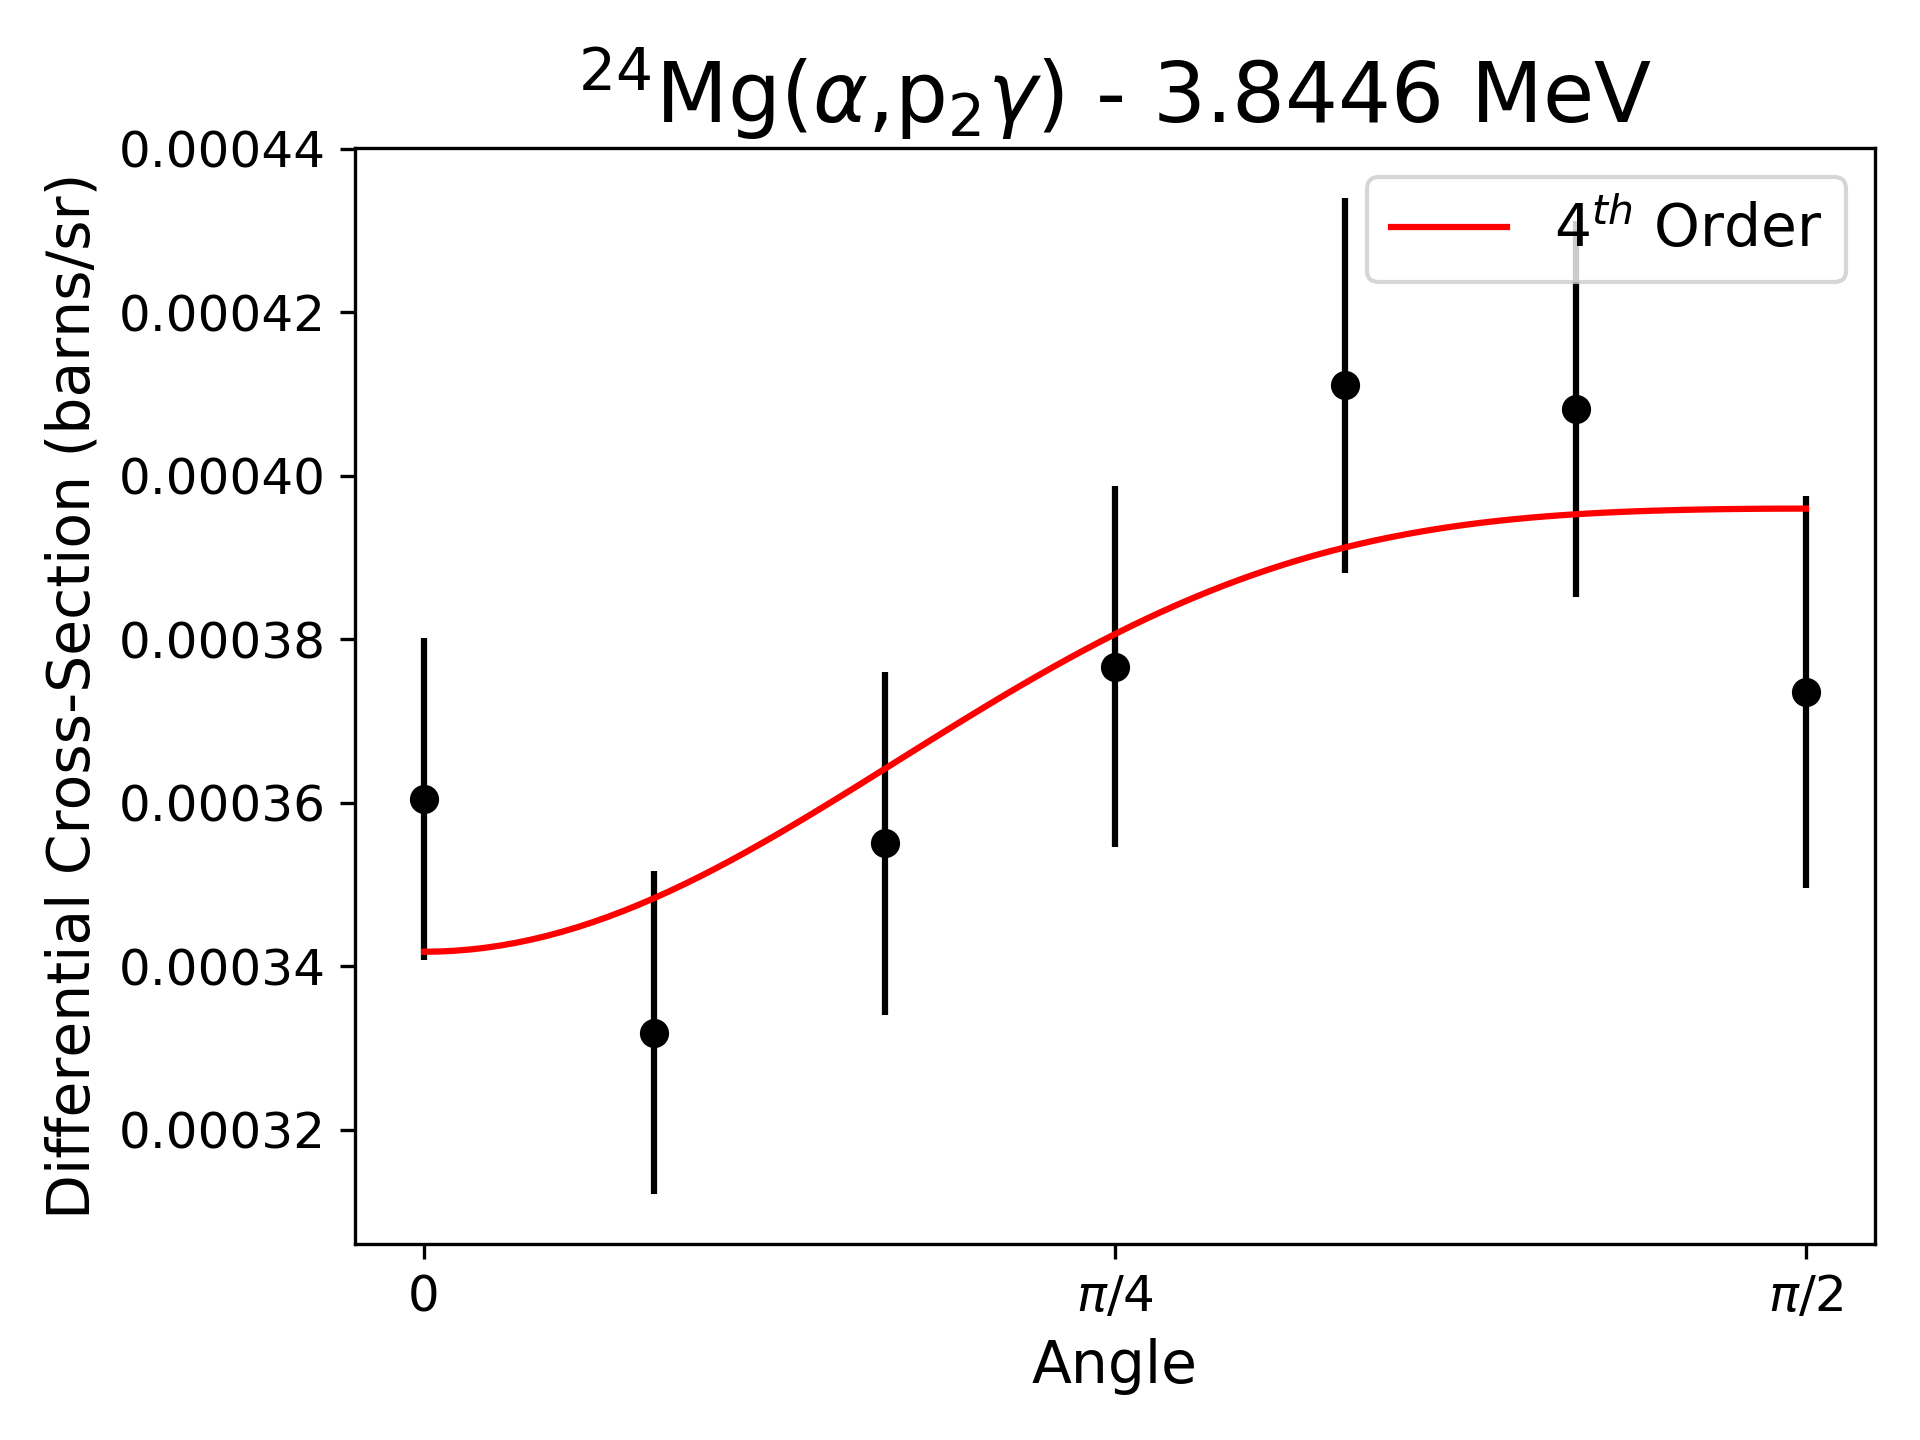 ²⁴Mg(α,p₂γ) - 3.8446 MeV
Differential Cross-Section (barns/sr)
0.00044
0.00042
0.00040
0.00038
0.00036
0.00034
0.00032
4ᵗʰ Order
0 π/4 π/2
Angle